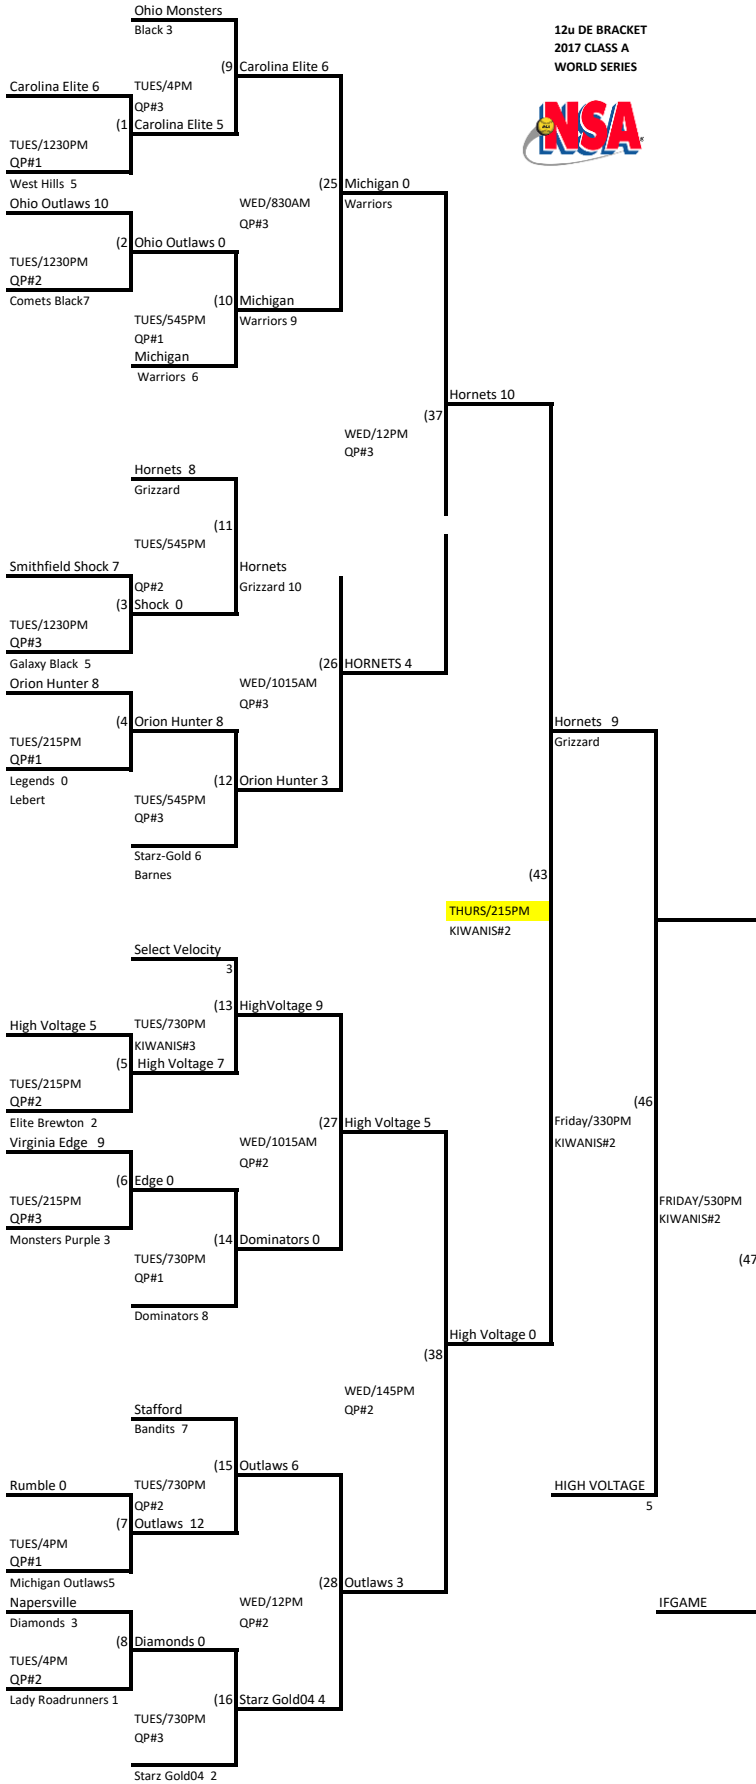 Ohio Monsters
Black 3
12u DE BRACKET
2017 CLASS A
WORLD SERIES
NSA
(9 Carolina Elite 6
Carolina Elite 6
TUES/4PM
QP#3
(1 Carolina Elite 5
TUES/1230PM
QP#1
West Hills 5
(25 Michigan 0
Warriors
WED/830AM
QP#3
Ohio Outlaws 10
(2 Ohio Outlaws 0
TUES/1230PM
QP#2
Comets Black7
(10 Michigan
Warriors 9
TUES/545PM
QP#1
Michigan
Warriors 6
Hornets 10
(37
WED/12PM
QP#3
Hornets 8
Grizzard
(11
TUES/545PM
Smithfield Shock 7
Hornets
Grizzard 10
QP#2
(3 Shock 0
TUES/1230PM
QP#3
Galaxy Black 5
(26 HORNETS 4
WED/1015AM
QP#3
Orion Hunter 8
(4 Orion Hunter 8
TUES/215PM
QP#1
Legends 0
Lebert
Hornets 9
Grizzard
(12 Orion Hunter 3
TUES/545PM
QP#3
Starz-Gold 6
Barnes
(43
THURS/215PM
KIWANIS#2
Select Velocity
3
(13 HighVoltage 9
High Voltage 5
TUES/730PM
KIWANIS#3
(5 High Voltage 7
TUES/215PM
QP#2
Elite Brewton 2
(46
(27 High Voltage 5
Friday/330PM
KIWANIS#2
WED/1015AM
QP#2
Virginia Edge 9
(6 Edge 0
TUES/215PM
QP#3
Monsters Purple 3
FRIDAY/530PM
KIWANIS#2
(14 Dominators 0
TUES/730PM
QP#1
(47
Dominators 8
High Voltage 0
(38
WED/145PM
QP#2
Stafford
Bandits 7
(15 Outlaws 6
Rumble 0
TUES/730PM
QP#2
HIGH VOLTAGE
5
(7 Outlaws 12
TUES/4PM
QP#1
Michigan Outlaws5
(28 Outlaws 3
WED/12PM
QP#2
Napersville
Diamonds 3
IFGAME
(8 Diamonds 0
TUES/4PM
QP#2
Lady Roadrunners 1
(16 Starz Gold04 4
TUES/730PM
QP#3
Starz Gold04 2